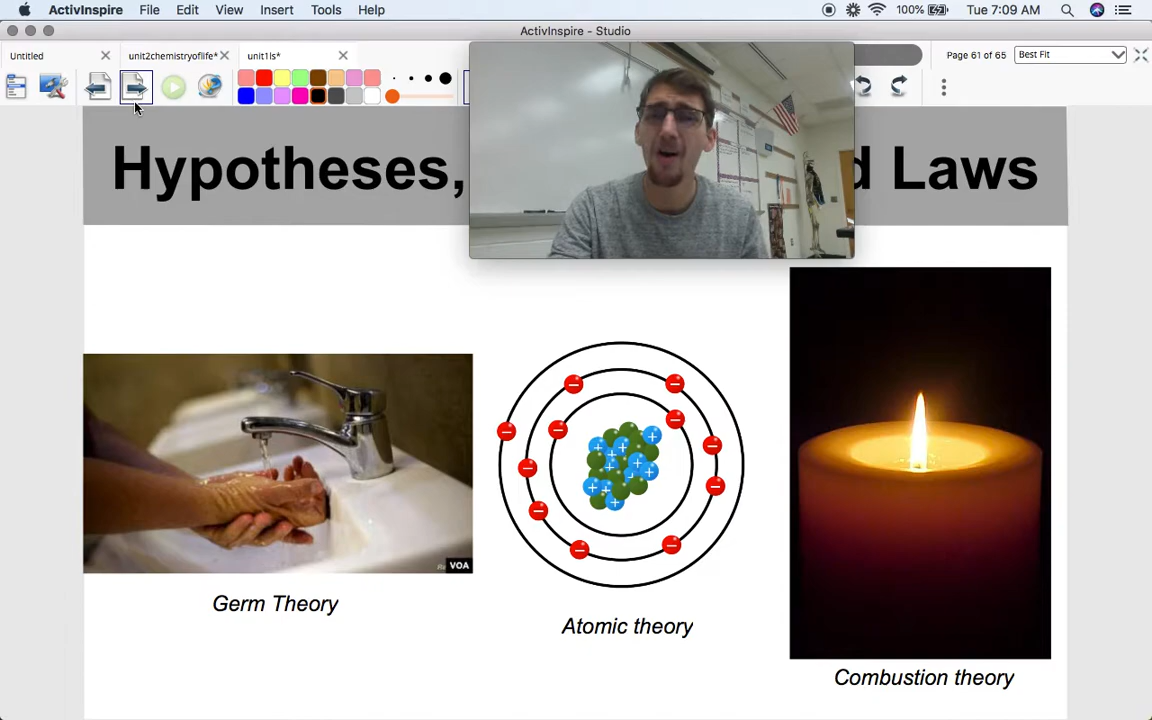 ActivInspire File Edit View Insert Tools Help 100% Tue 7:09 AM
ActivInspire - Studio
Untitled unit2chemistryoflife* unit1ls* Page 61 of 65 Best Fit
Hypotheses, d Laws
VOA
Germ Theory
Atomic theory
Combustion theory